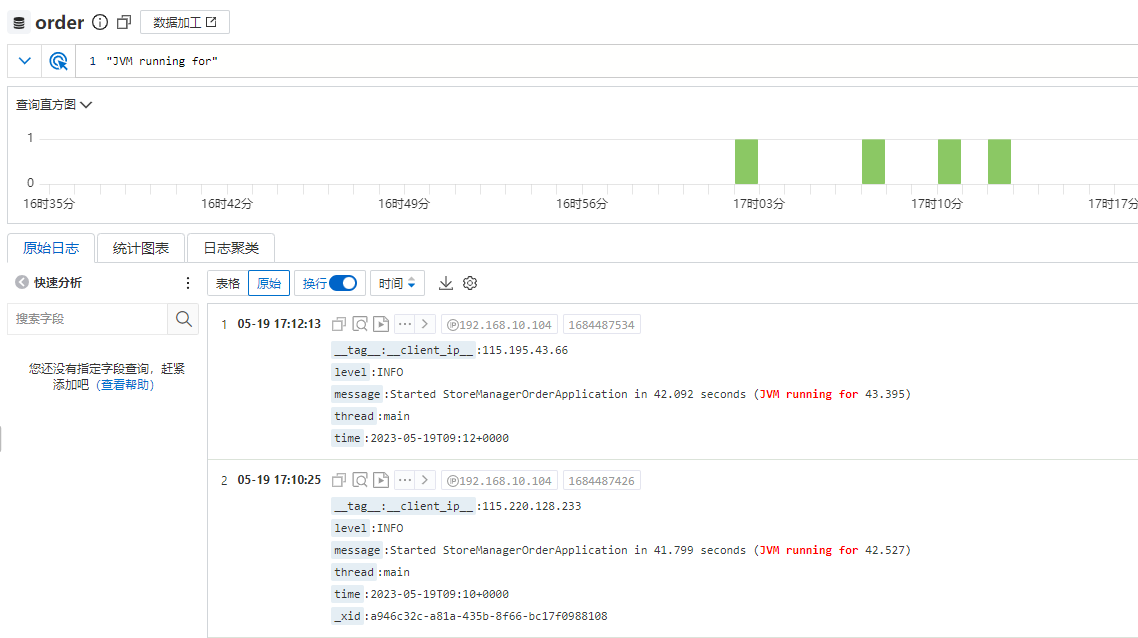 order 数据加工
1 "JVM running for"
查询直方图
1
0
16时35分 16时42分 16时49分 16时56分 17时03分 17时10分 17时17分
原始日志 统计图表 日志聚类
快速分析 表格 原始 换行 时间
搜索字段
您还没有指定字段查询，赶紧
添加吧（查看帮助）
1 05-19 17:12:13 192.168.10.104 1684487534
__tag__:__client_ip__ :115.195.43.66
level :INFO
message :Started StoreManagerOrderApplication in 42.092 seconds (JVM running for 43.395)
thread :main
time :2023-05-19T09:12+0000
2 05-19 17:10:25 192.168.10.104 1684487426
__tag__:__client_ip__ :115.220.128.233
level :INFO
message :Started StoreManagerOrderApplication in 41.799 seconds (JVM running for 42.527)
thread :main
time :2023-05-19T09:10+0000
_xid :a946c32c-a81a-435b-8f66-bc17f0988108